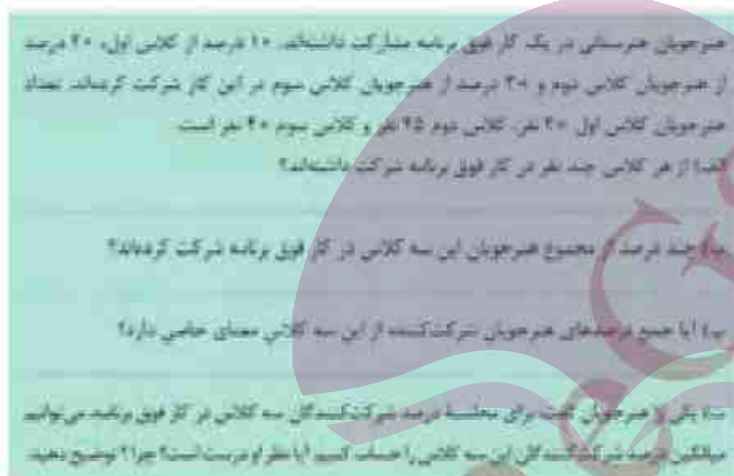 هنرجویان هنرستانی در یک کار فوق برنامه مشارکت داشته‌اند. ۱۰ درصد از کلاس اول، ۲۰ درصد
از هنرجویان کلاس دوم و ۳۰ درصد از هنرجویان کلاس سوم در این کار شرکت کرده‌اند. تعداد
هنرجویان کلاس اول ۲۰ نفر، کلاس دوم ۲۵ نفر و کلاس سوم ۴۰ نفر است.
الف) از هر کلاس چند نفر در کار فوق برنامه شرکت داشته‌اند؟
ب) چند درصد از مجموع هنرجویان این سه کلاس در کار فوق برنامه شرکت کرده‌اند؟
پ) آیا جمع درصدهای هنرجویان شرکت‌کننده از این سه کلاس معنای خاصی دارد؟
ت) یکی از هنرجویان گفت: برای محاسبهٔ درصد شرکت‌کنندگان سه کلاس در کار فوق برنامه، می‌توانیم
میانگین درصد شرکت‌کنندگان این سه کلاس را حساب کنیم. آیا نظر او درست است؟ چرا؟ توضیح دهید.